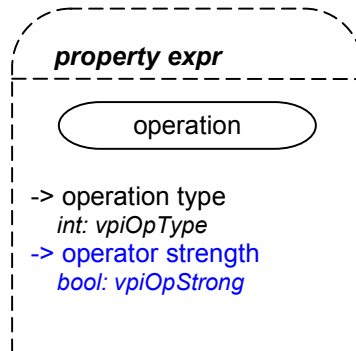 property expr
operation
-> operation type
int: vpiOpType
-> operator strength
bool: vpiOpStrong